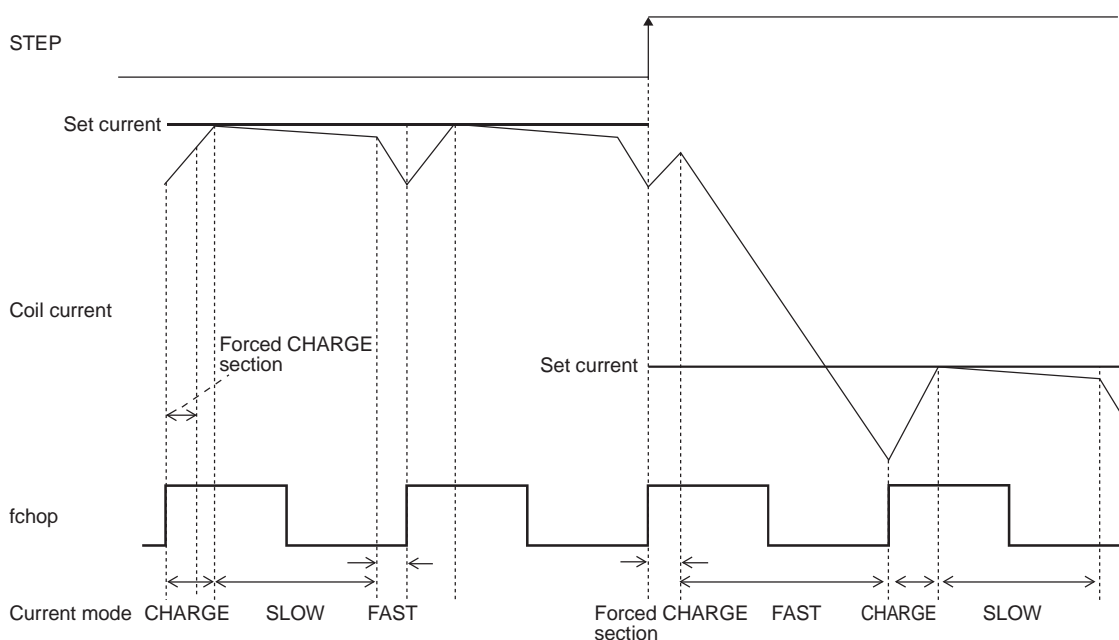 STEP
Set current
Coil current
Forced CHARGE
section
Set current
fchop
Current mode CHARGE SLOW FAST Forced CHARGE FAST CHARGE SLOW
section